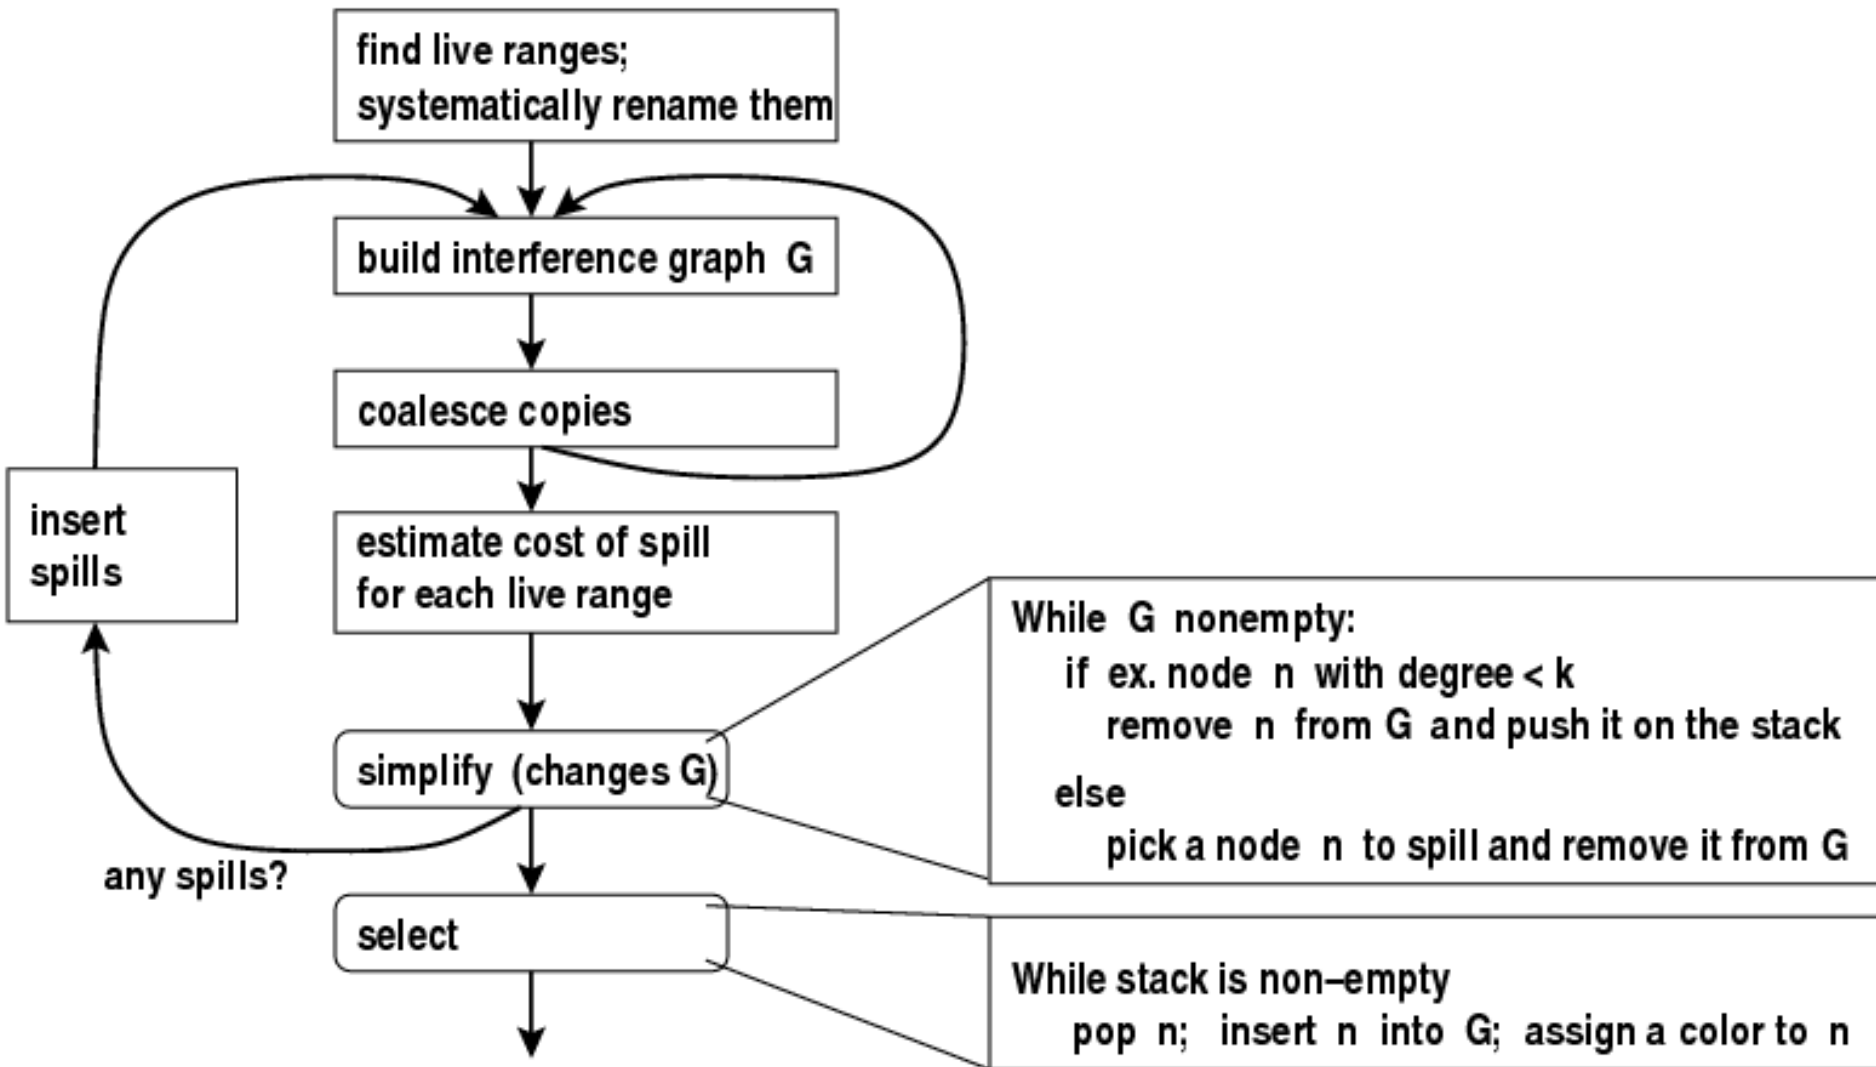 find live ranges;
systematically rename them
build interference graph G
coalesce copies
insert
spills
estimate cost of spill
for each live range
While G nonempty:
if ex. node n with degree < k
remove n from G and push it on the stack
else
pick a node n to spill and remove it from G
simplify (changes G)
any spills?
select
While stack is non–empty
pop n; insert n into G; assign a color to n